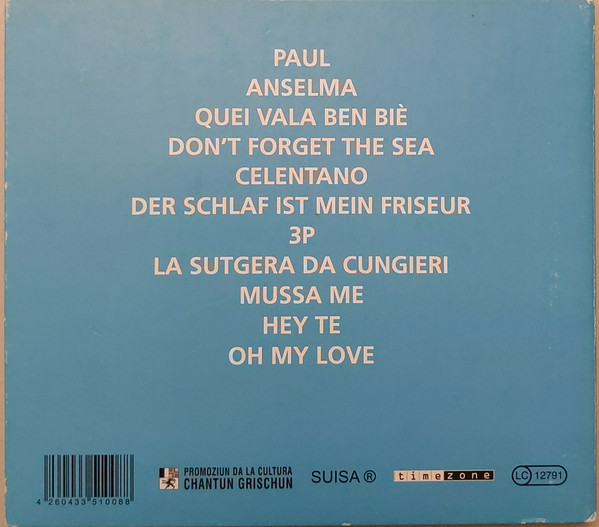 PAUL
ANSELMA
QUEI VALA BEN BIÈ
DON'T FORGET THE SEA
CELENTANO
DER SCHLAF IST MEIN FRISEUR
3P
LA SUTGERA DA CUNGIERI
MUSSA ME
HEY TE
OH MY LOVE
4 260433 510088
PROMOZIUN DA LA CULTURA
CHANTUN GRISCHUN
SUISA ®
timezone
LC 12791